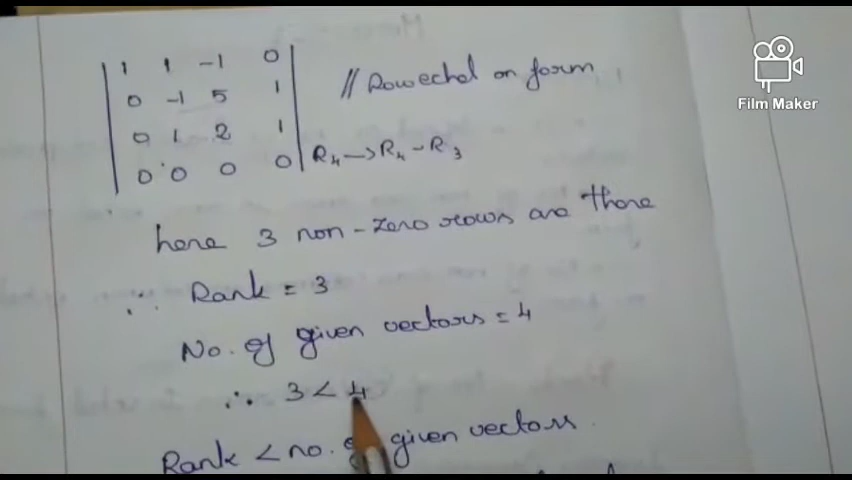 1 1 -1 0
0 -1 5 1 // Rowechol on form
0 1 2 1
0 0 0 0 R₄ → R₄ - R₃
here 3 non-zero rows are there
∴ Rank = 3
No. of given vectors = 4
∴ 3 < 4
Rank < no. of given vectors.
Film Maker